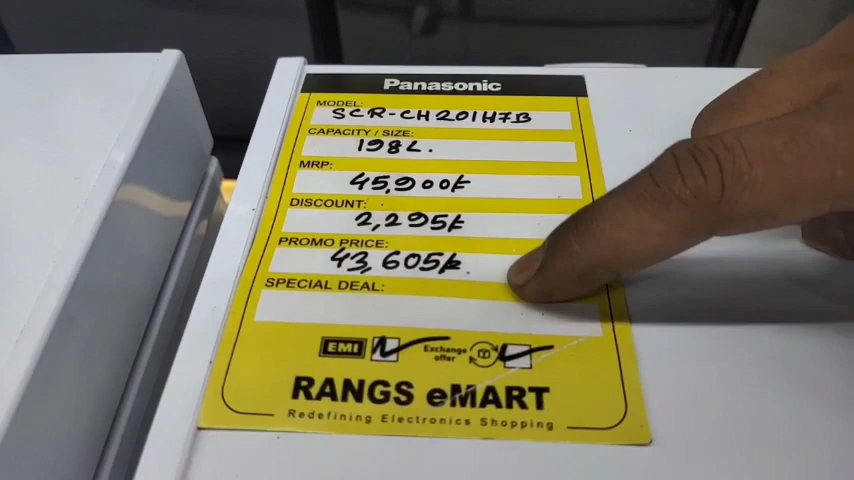 Panasonic
MODEL:
SCR-CH201H7B
CAPACITY / SIZE:
198L.
MRP:
45,900/-
DISCOUNT:
2,295/-
PROMO PRICE:
43,605/-
SPECIAL DEAL:
EMI Exchange offer
RANGS eMART
Redefining Electronics Shopping